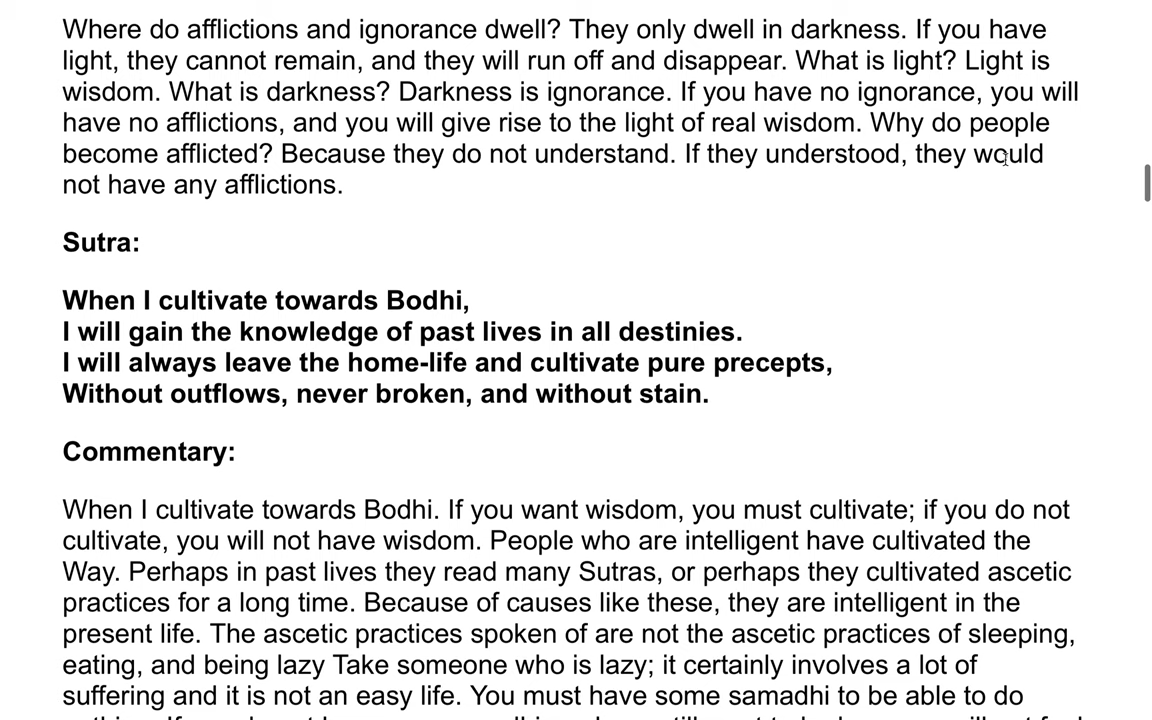 Where do afflictions and ignorance dwell? They only dwell in darkness. If you have
light, they cannot remain, and they will run off and disappear. What is light? Light is
wisdom. What is darkness? Darkness is ignorance. If you have no ignorance, you will
have no afflictions, and you will give rise to the light of real wisdom. Why do people
become afflicted? Because they do not understand. If they understood, they would
not have any afflictions.
Sutra:
When I cultivate towards Bodhi,
I will gain the knowledge of past lives in all destinies.
I will always leave the home-life and cultivate pure precepts,
Without outflows, never broken, and without stain.
Commentary:
When I cultivate towards Bodhi. If you want wisdom, you must cultivate; if you do not
cultivate, you will not have wisdom. People who are intelligent have cultivated the
Way. Perhaps in past lives they read many Sutras, or perhaps they cultivated ascetic
practices for a long time. Because of causes like these, they are intelligent in the
present life. The ascetic practices spoken of are not the ascetic practices of sleeping,
eating, and being lazy Take someone who is lazy; it certainly involves a lot of
suffering and it is not an easy life. You must have some samadhi to be able to do